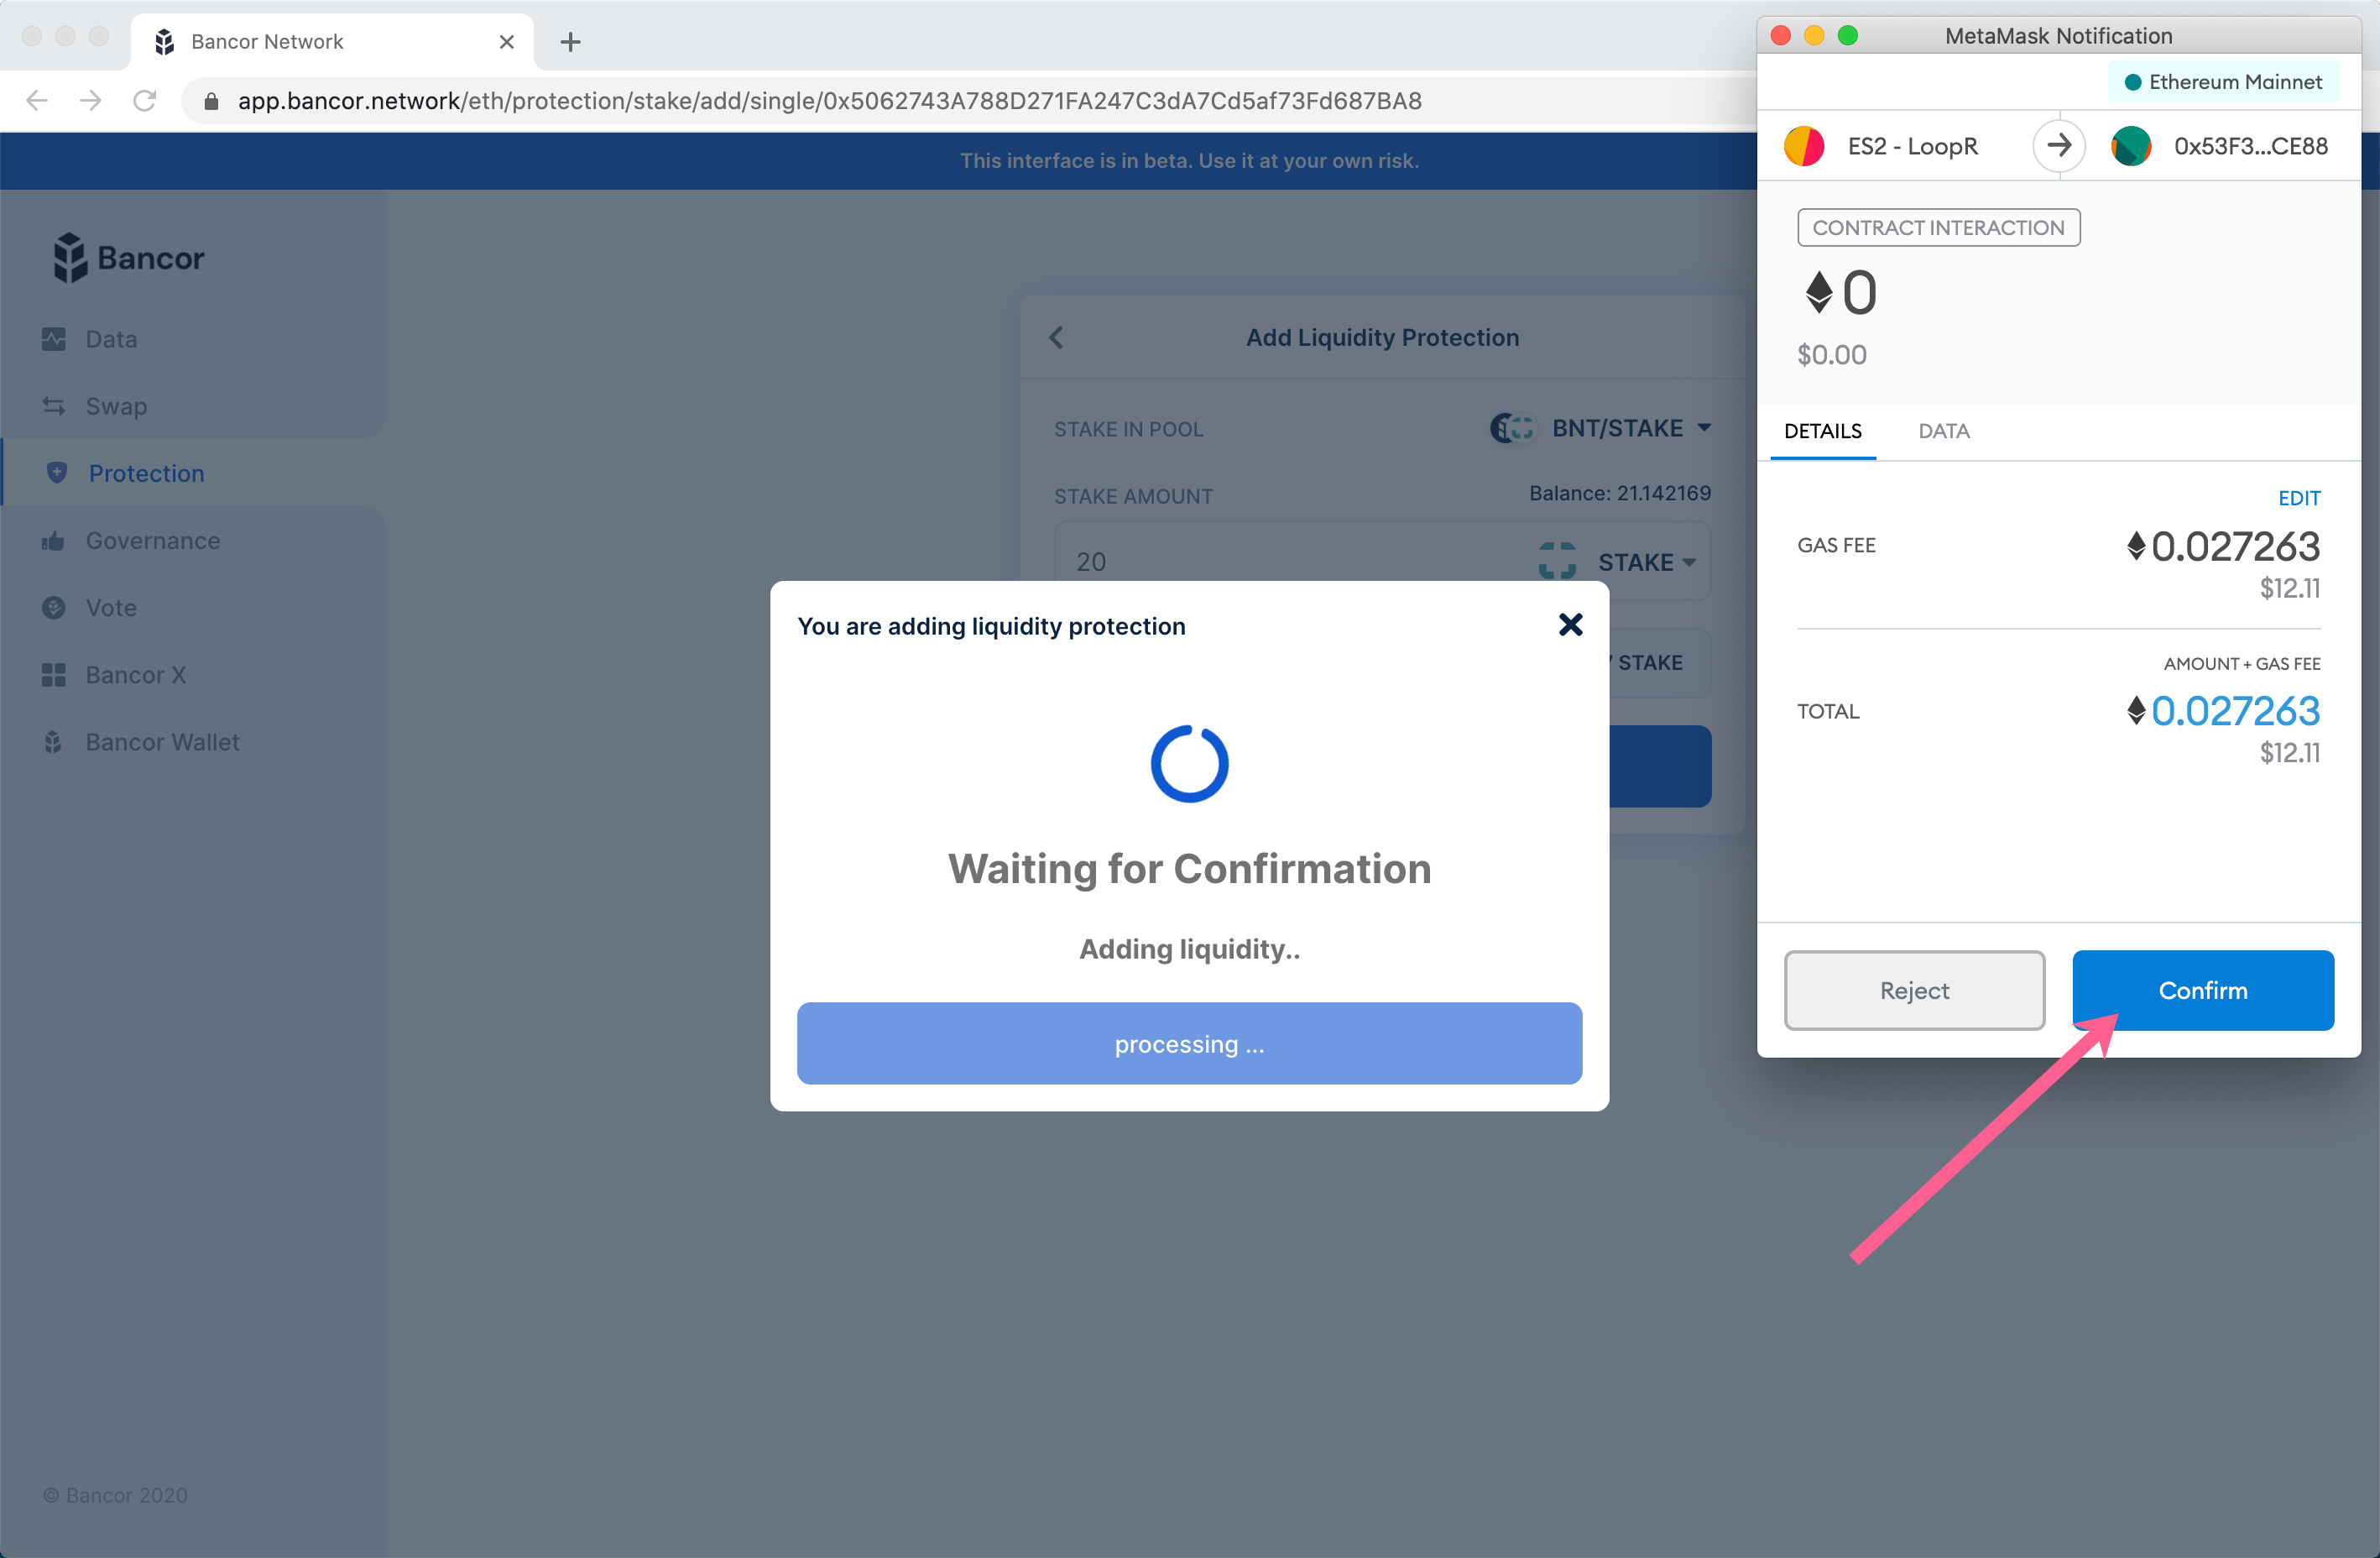 Bancor Network
app.bancor.network/eth/protection/stake/add/single/0x5062743A788D271FA247C3dA7Cd5af73Fd687BA8
This interface is in beta. Use it at your own risk.
Bancor
Data
Swap
Protection
Governance
Vote
Bancor X
Bancor Wallet
© Bancor 2020
Add Liquidity Protection
STAKE IN POOL
BNT/STAKE
STAKE AMOUNT
Balance: 21.142169
20
STAKE
STAKE
You are adding liquidity protection
Waiting for Confirmation
Adding liquidity..
processing ...
MetaMask Notification
Ethereum Mainnet
ES2 - LoopR
0x53F3...CE88
CONTRACT INTERACTION
0
$0.00
DETAILS
DATA
EDIT
GAS FEE
0.027263
$12.11
AMOUNT + GAS FEE
TOTAL
0.027263
$12.11
Reject
Confirm